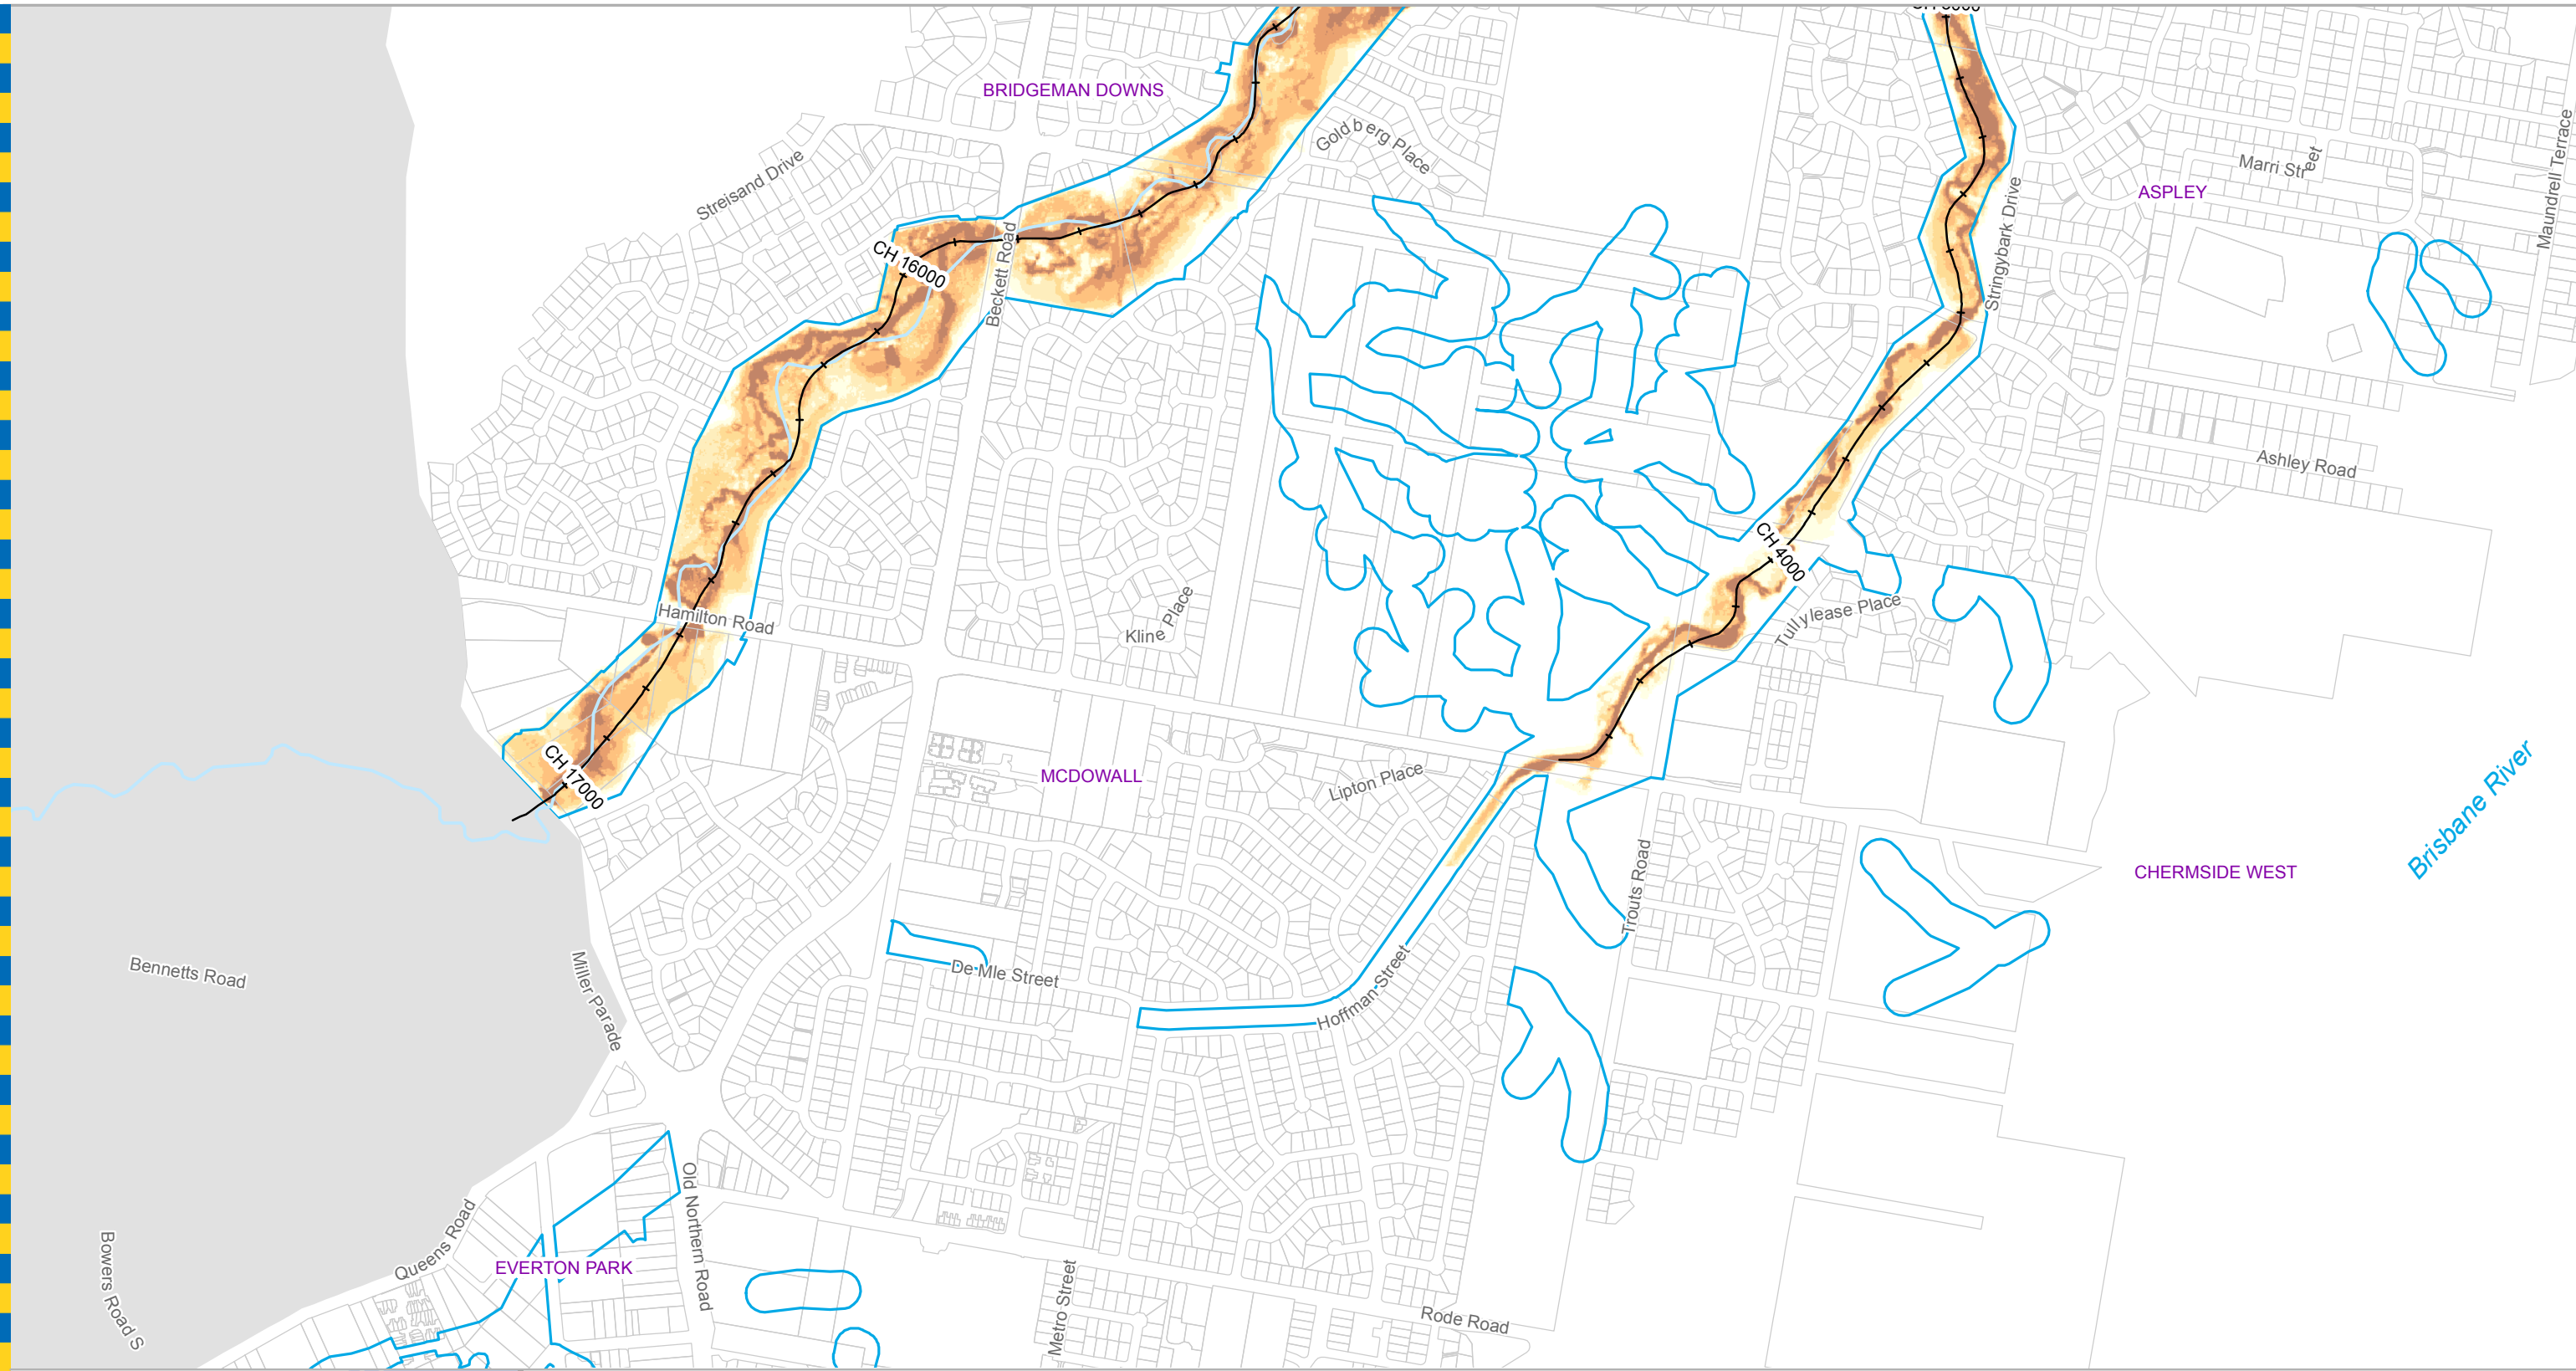 BRIDGEMAN DOWNS
Goldberg Place
Streisand Drive
Marri Street
Maundrell Terrace
ASPLEY
Stringybark Drive
Beckett Road
CH 16000
Ashley Road
CH 4000
Tullylease Place
Hamilton Road
Kline Place
CH 17000
MCDOWALL
Lipton Place
Brisbane River
CHERMSIDE WEST
Trouts Road
Bennetts Road
De Mle Street
Miller Parade
Hoffman Street
Old Northern Road
Queens Road
Bowers Road S
EVERTON PARK
Metro Street
Rode Road